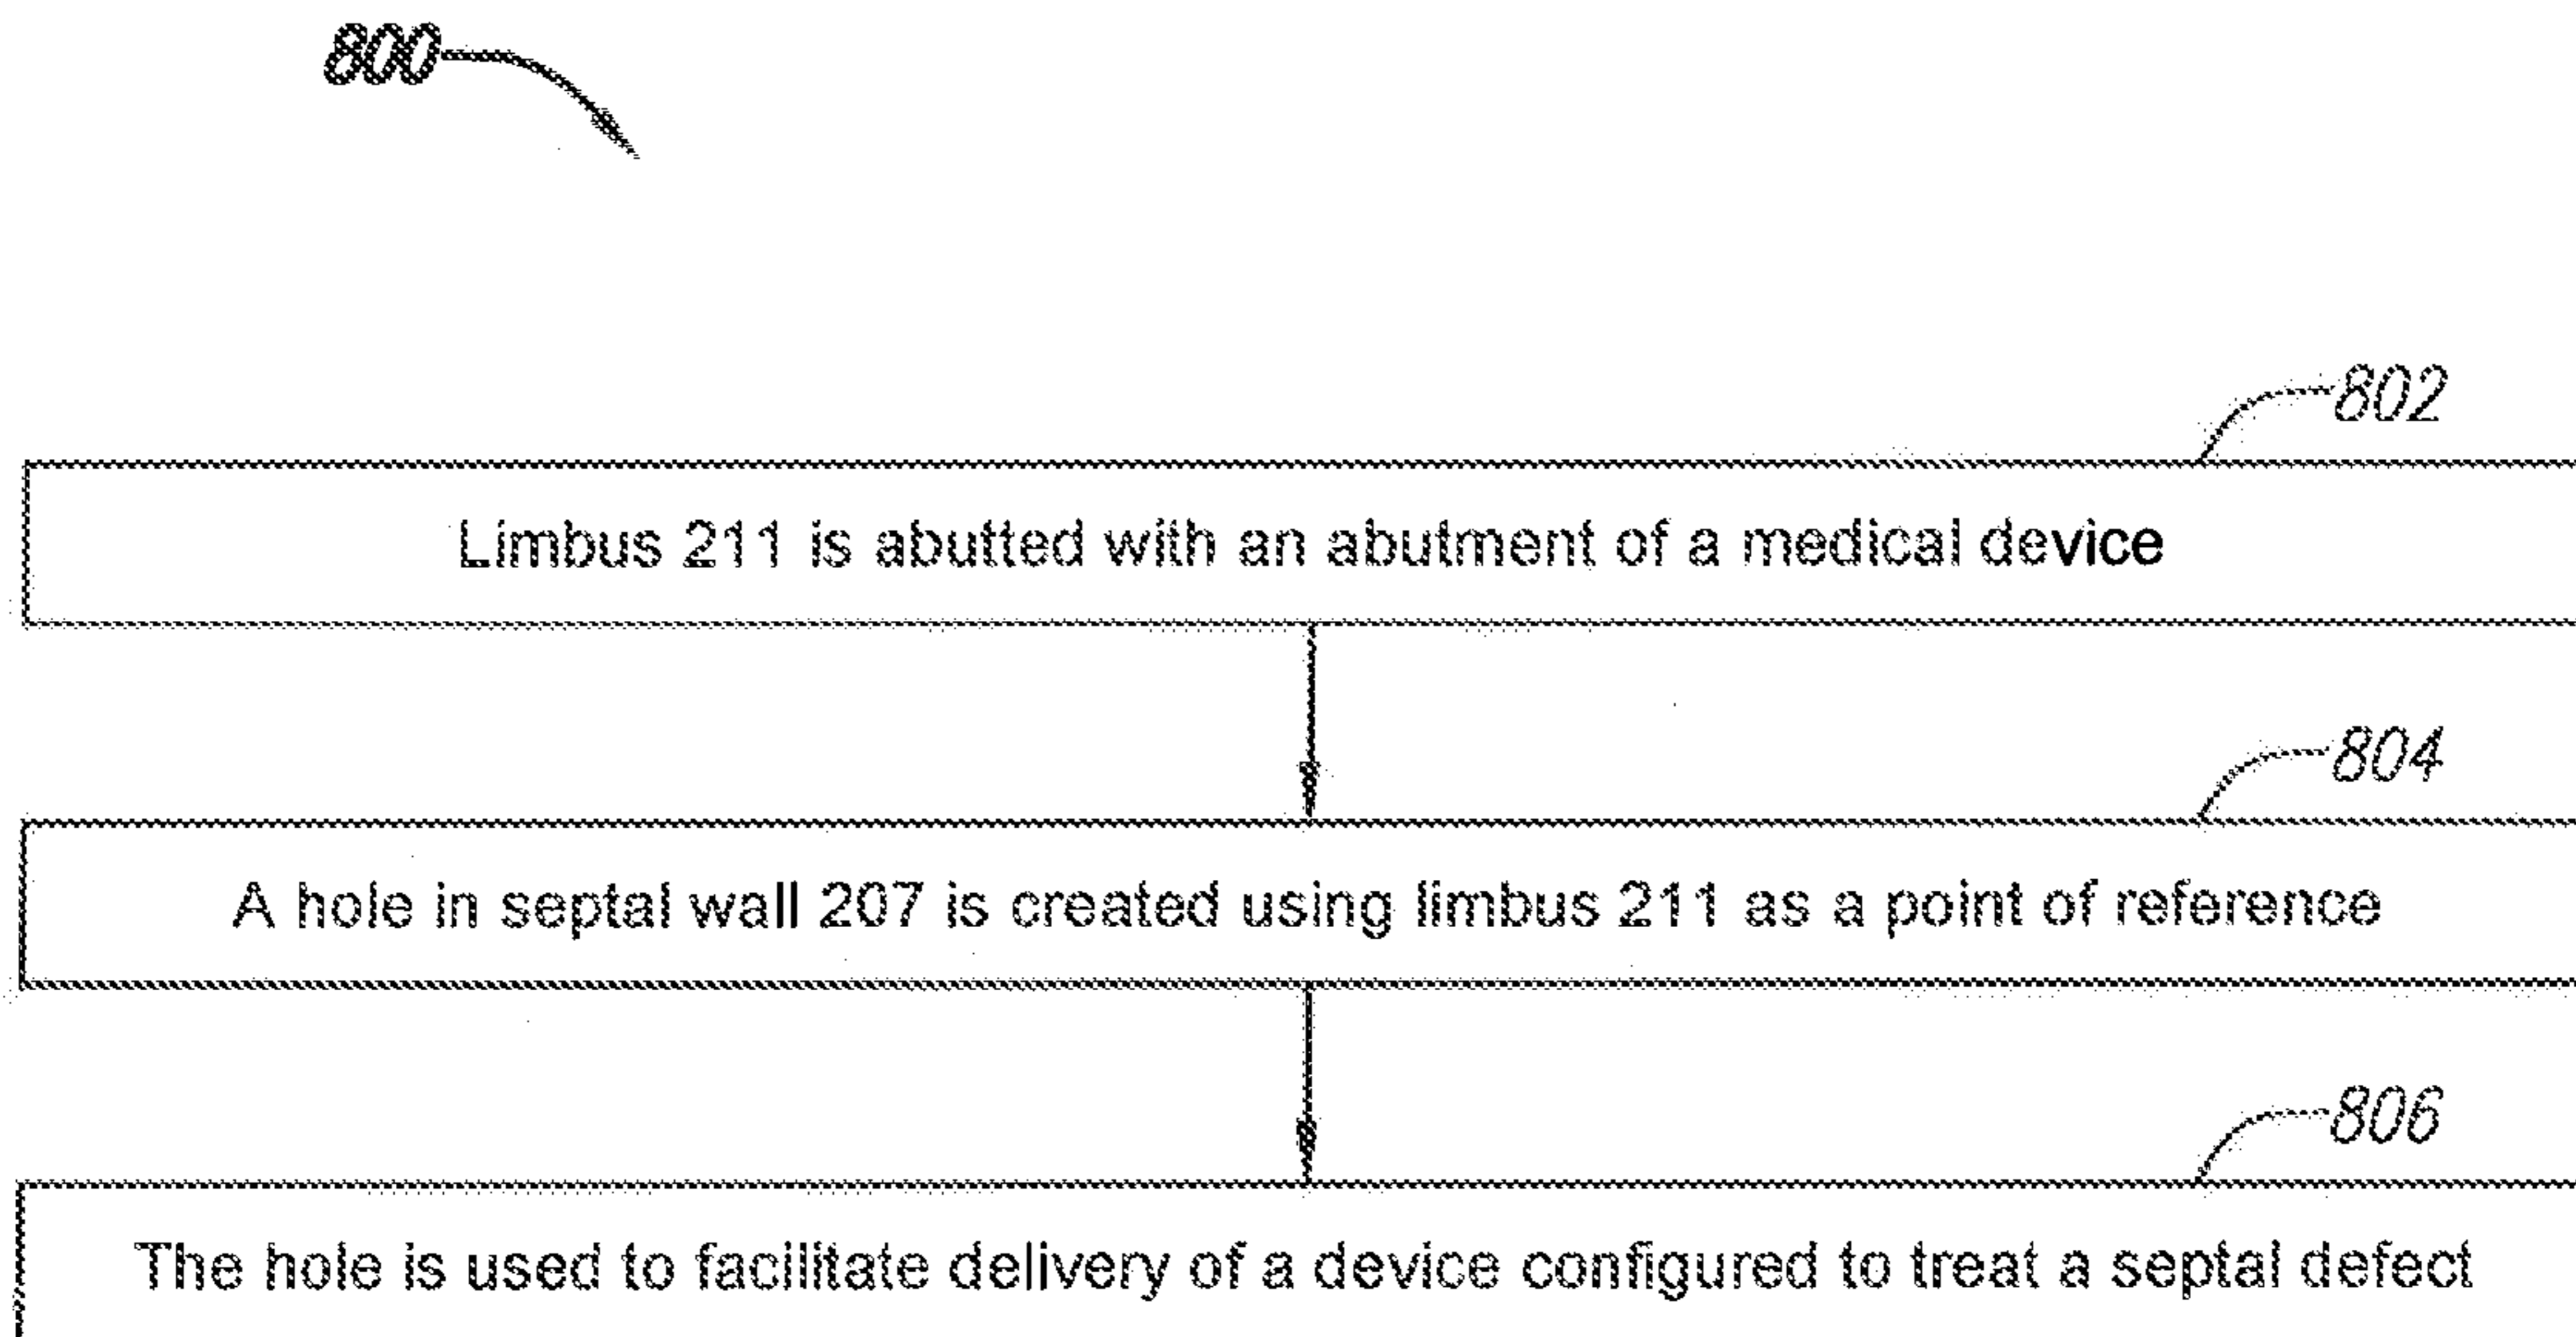 800
802
Limbus 211 is abutted with an abutment of a medical device
804
A hole in septal wall 207 is created using limbus 211 as a point of reference
806
The hole is used to facilitate delivery of a device configured to treat a septal defect